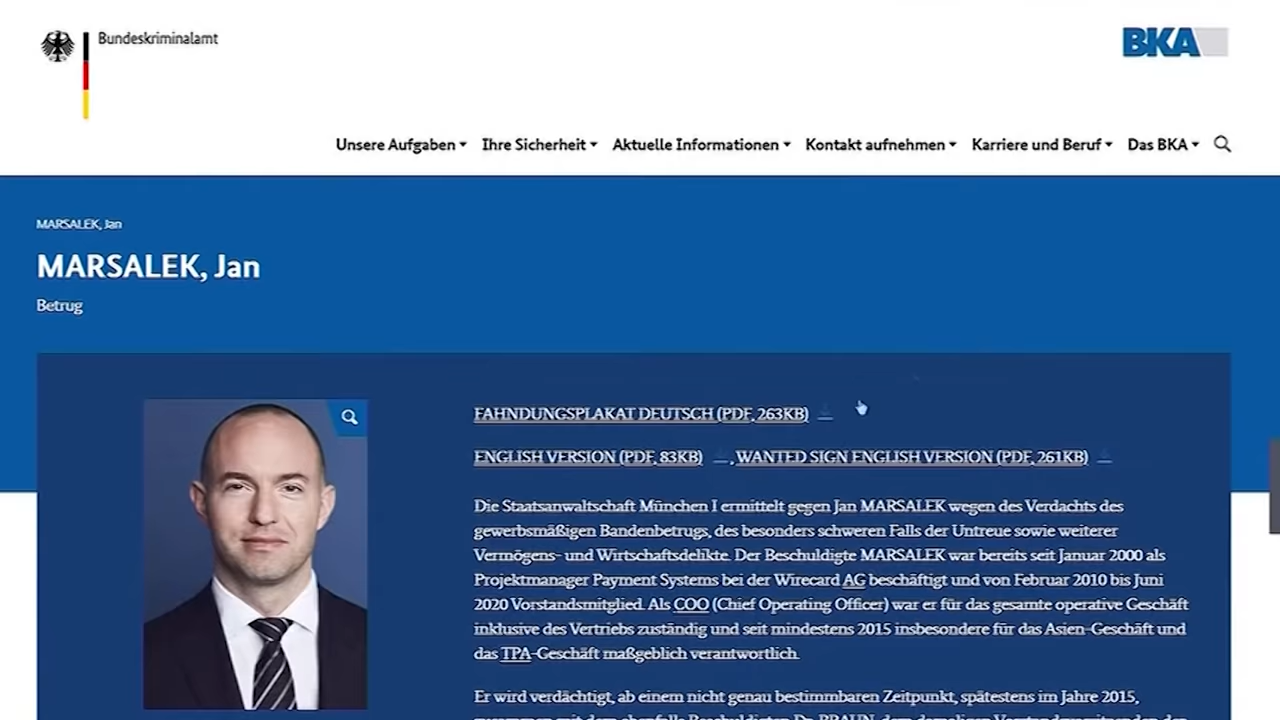 Bundeskriminalamt
BKA
Unsere Aufgaben Ihre Sicherheit Aktuelle Informationen Kontakt aufnehmen Karriere und Beruf Das BKA
MARSALEK, Jan
MARSALEK, Jan
Betrug
FAHNDUNGSPLAKAT DEUTSCH (PDF, 263KB)
ENGLISH VERSION (PDF, 83KB) , WANTED SIGN ENGLISH VERSION (PDF, 261KB)
Die Staatsanwaltschaft München I ermittelt gegen Jan MARSALEK wegen des Verdachts des
gewerbsmäßigen Bandenbetrugs, des besonders schweren Falls der Untreue sowie weiterer
Vermögens- und Wirtschaftsdelikte. Der Beschuldigte MARSALEK war bereits seit Januar 2000 als
Projektmanager Payment Systems bei der Wirecard AG beschäftigt und von Februar 2010 bis Juni
2020 Vorstandsmitglied. Als COO (Chief Operating Officer) war er für das gesamte operative Geschäft
inklusive des Vertriebs zuständig und seit mindestens 2015 insbesondere für das Asien-Geschäft und
das TPA-Geschäft maßgeblich verantwortlich.
Er wird verdächtigt, ab einem nicht genau bestimmbaren Zeitpunkt, spätestens im Jahre 2015,